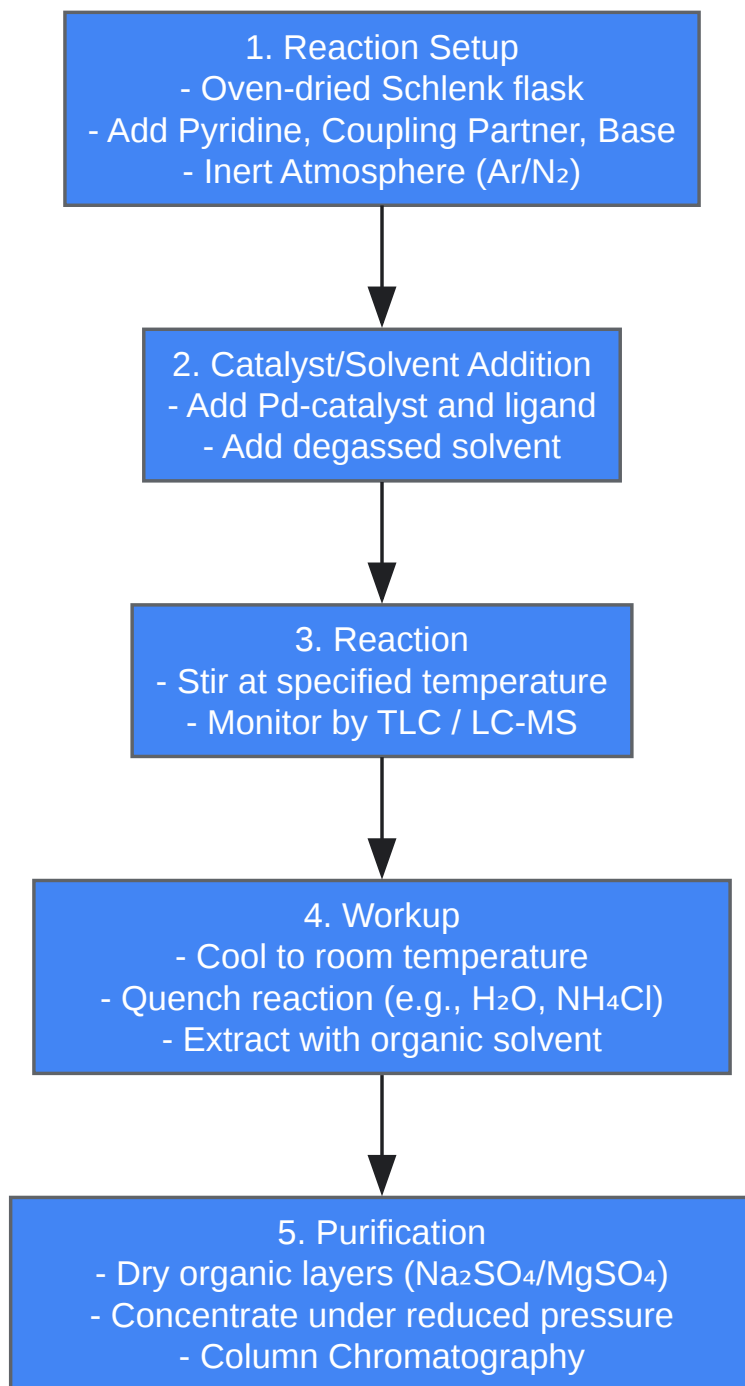 1. Reaction Setup
- Oven-dried Schlenk flask
- Add Pyridine, Coupling Partner, Base
- Inert Atmosphere (Ar/N₂)
2. Catalyst/Solvent Addition
- Add Pd-catalyst and ligand
- Add degassed solvent
3. Reaction
- Stir at specified temperature
- Monitor by TLC / LC-MS
4. Workup
- Cool to room temperature
- Quench reaction (e.g., H₂O, NH₄Cl)
- Extract with organic solvent
5. Purification
- Dry organic layers (Na₂SO₄/MgSO₄)
- Concentrate under reduced pressure
- Column Chromatography